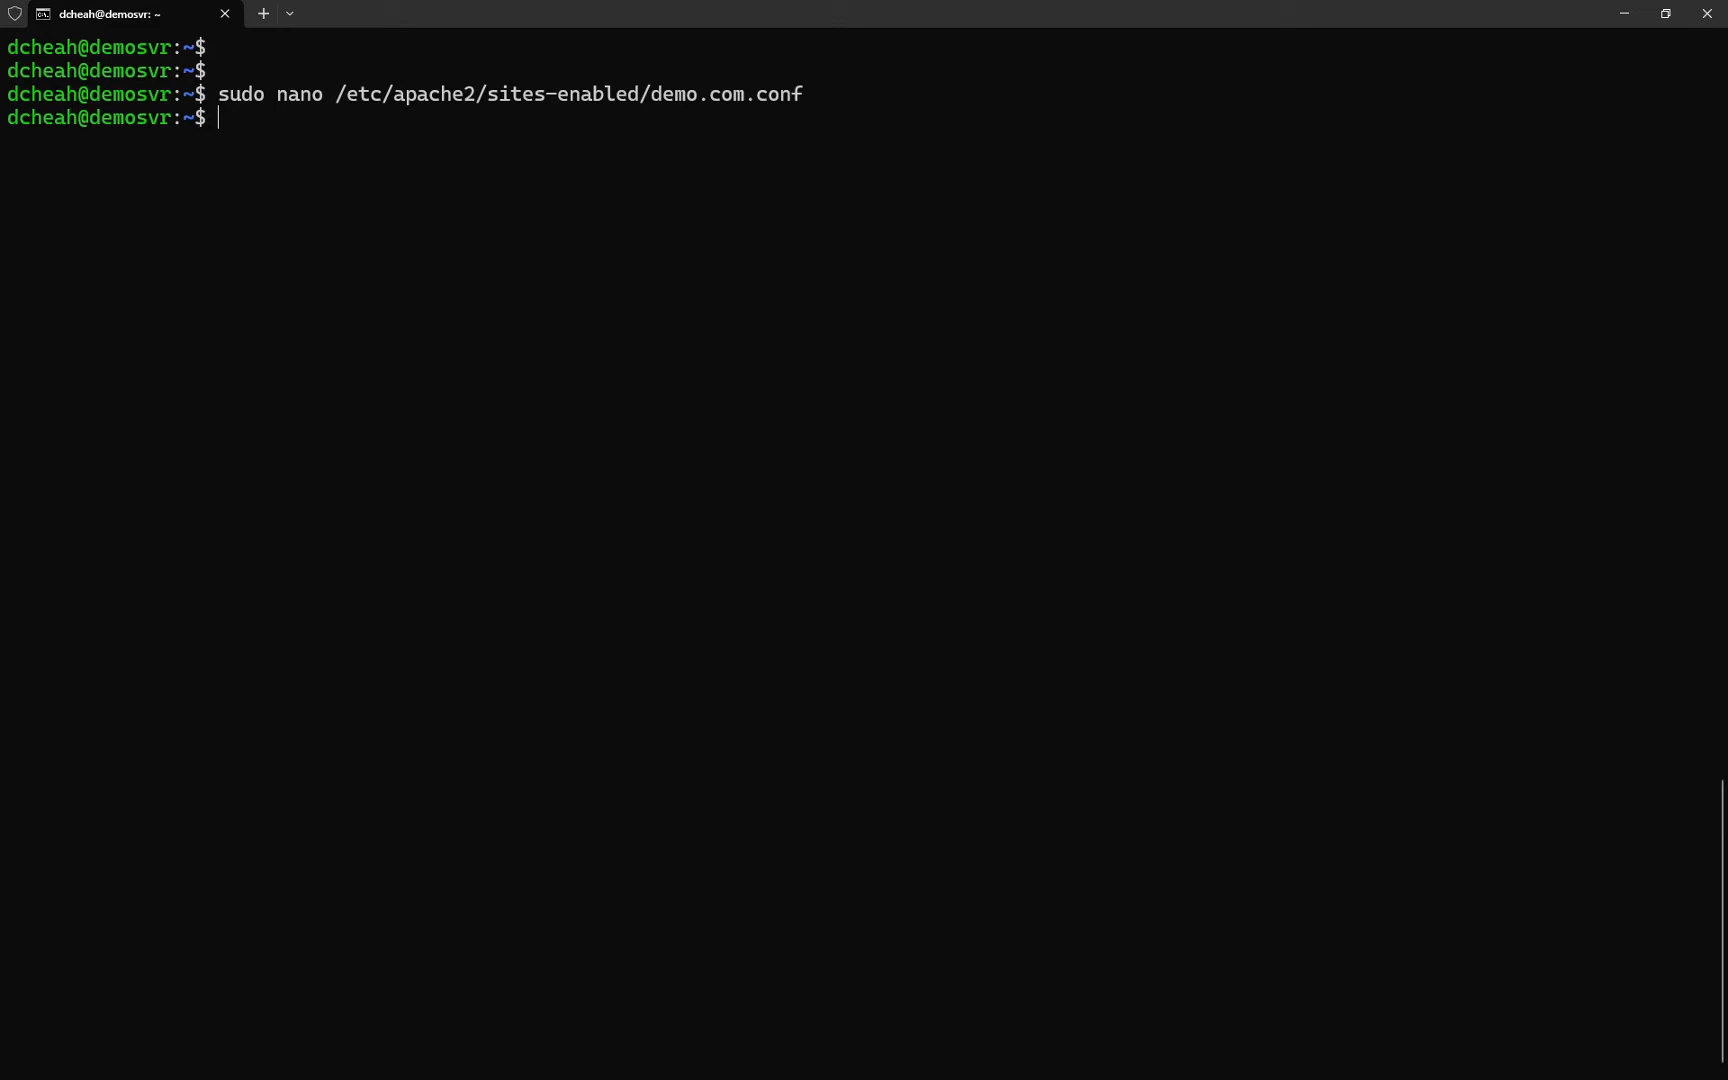 dcheah@demosvr: ~
dcheah@demosvr:~$
dcheah@demosvr:~$
dcheah@demosvr:~$ sudo nano /etc/apache2/sites-enabled/demo.com.conf
dcheah@demosvr:~$